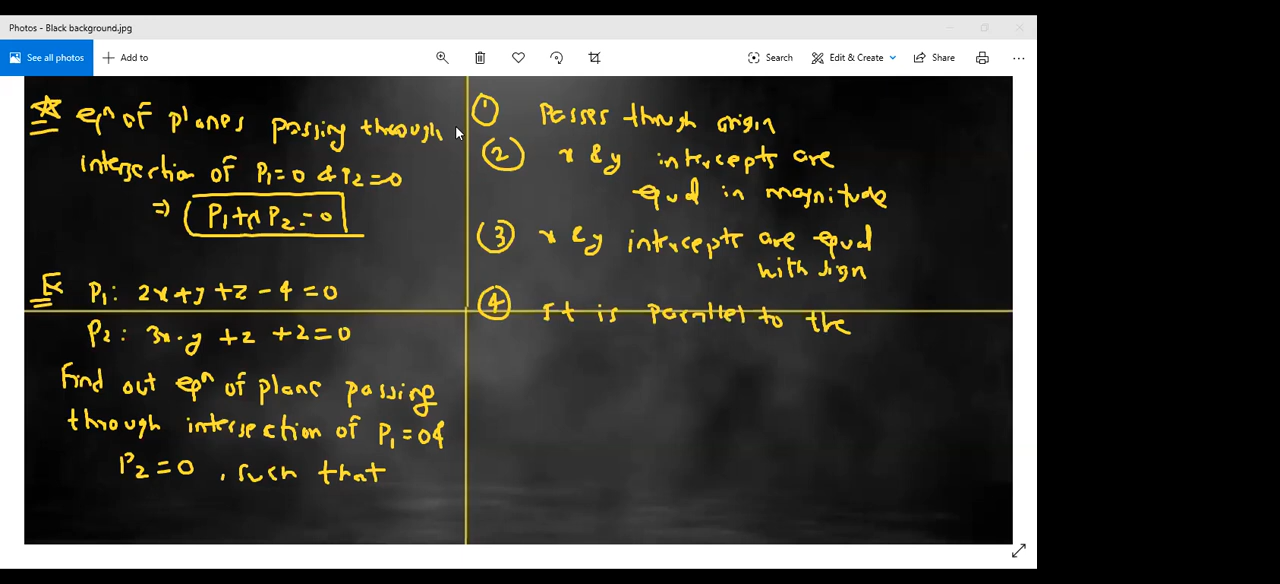 Photos - Black background.jpg
See all photos
Add to
Search
Edit & Create
Share
eqn of planes passing through
intersection of P1=0 & P2=0
⇒ P1+λP2=0
Ex P1: 2x+y+z-4=0
P2: 3x-y+z+2=0
Find out eqn of plane passing
through intersection of P1=0 &
P2=0, such that
① Passes through origin
② x & y intercepts are
equal in magnitude
③ x & y intercepts are equal
with sign
④ It is parallel to the